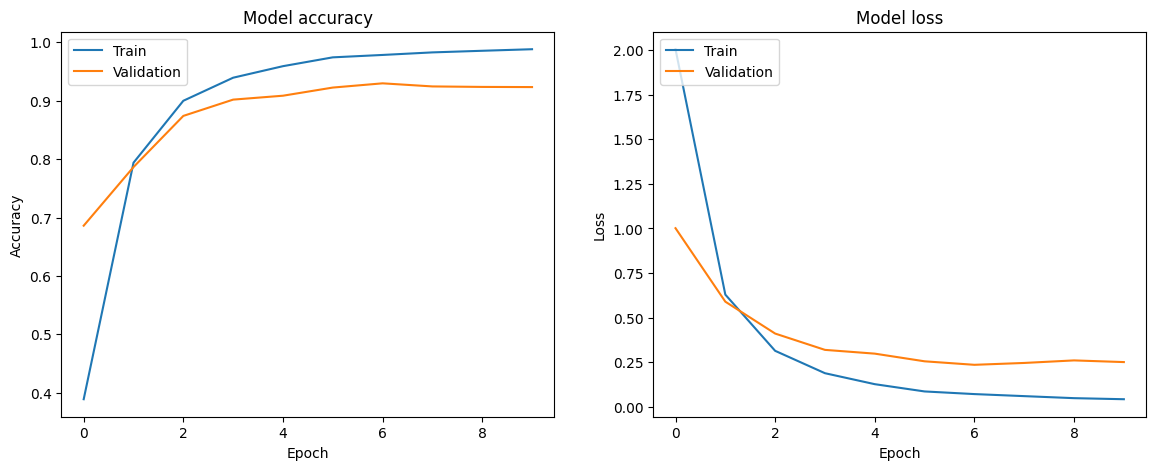 Model accuracy
Train
Validation
1.0
0.9
0.8
0.7
0.6
0.5
0.4
Accuracy
0 2 4 6 8
Epoch
Model loss
Train
Validation
2.00
1.75
1.50
1.25
1.00
0.75
0.50
0.25
0.00
Loss
0 2 4 6 8
Epoch